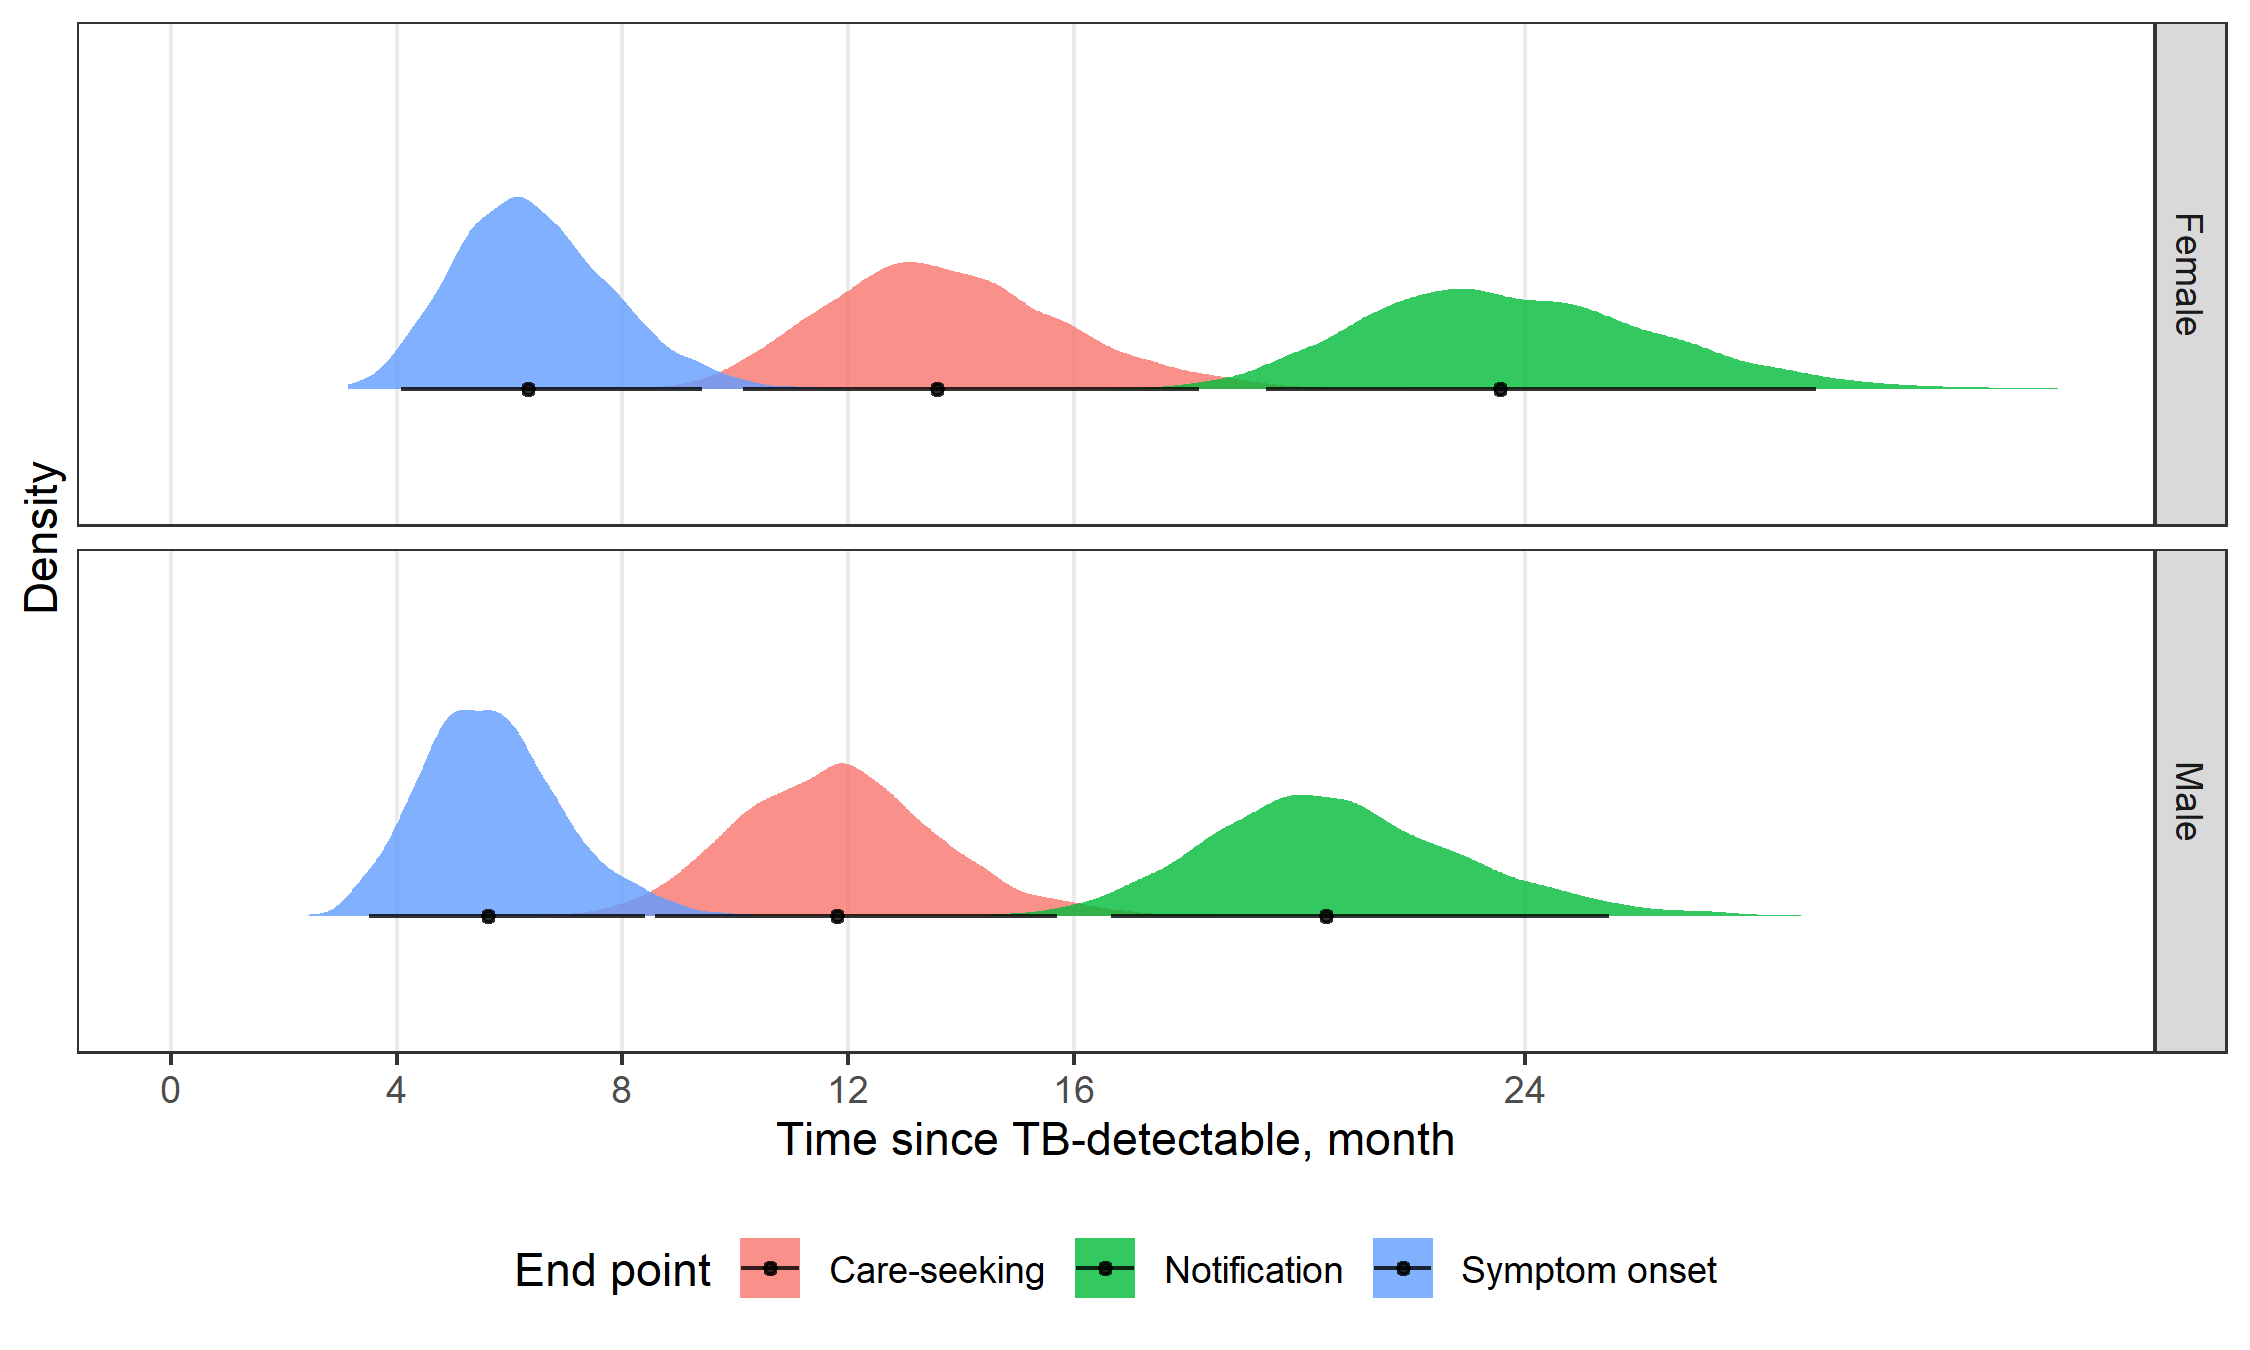 Density
Female
Male
0 4 8 12 16 24
Time since TB-detectable, month
End point Care-seeking Notification Symptom onset